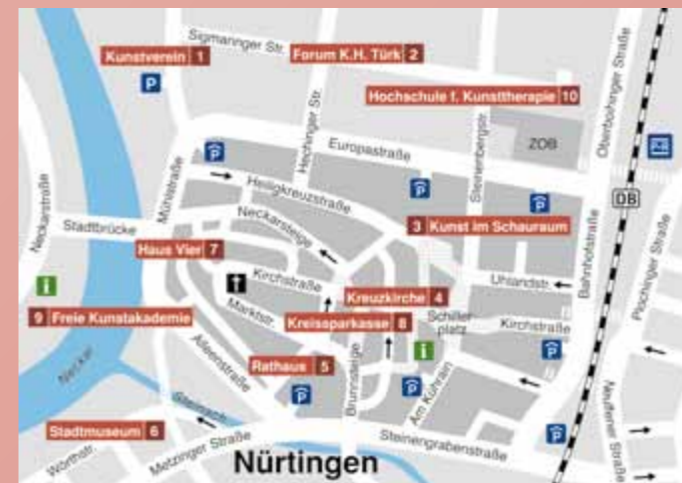 Sigmaringer Str.
Kunstverein 1
Forum K.H. Türk 2
P
Hochschule f. Kunsttherapie 10
Oberboihinger Straße
Hechinger Str.
Steinenbergstr.
ZOB
Europastraße
P
P
P
DB
Mühlstraße
Heiligkreuzstraße
Neckarstraße
Neckarsteige
3 Kunst im Schauraum
Stadtbrücke
Haus Vier 7
Kirchstraße
Uhlandstr.
Bahnhofstraße
Plochinger Straße
i
Marktstr.
Kreuzkirche 4
Schiller
platz
Kirchstraße
9 Freie Kunstakademie
Kreissparkasse 8
i
P
Neckar
Alleenstraße
Rathaus 5
Brunnsteige
Am Kührain
P
P
Steinach
Stadtmuseum 6
Metzinger Straße
Steinengrabenstraße
P
Wörthstr.
Straße
Nürtingen